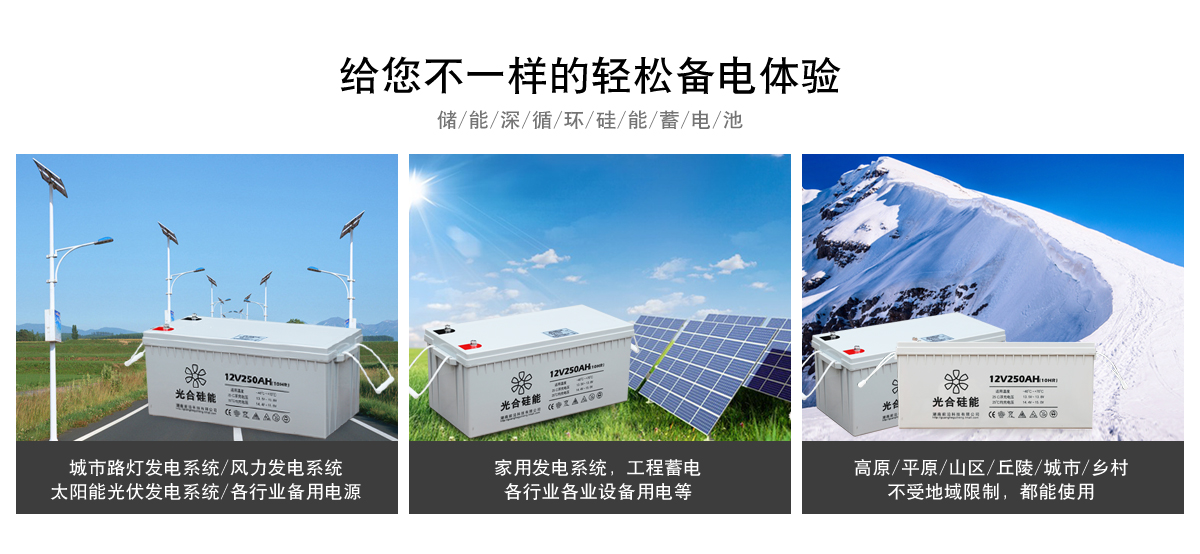 给您不一样的轻松备电体验
储/能/深/循/环/硅/能/蓄/电/池
12V250AH(10HR)
光合硅能
12V250AH(10HR)
光合硅能
12V250AH(10HR)
光合硅能
城市路灯发电系统/风力发电系统
太阳能光伏发电系统/各行业备用电源
家用发电系统，工程蓄电
各行业各业设备用电等
高原/平原/山区/丘陵/城市/乡村
不受地域限制，都能使用